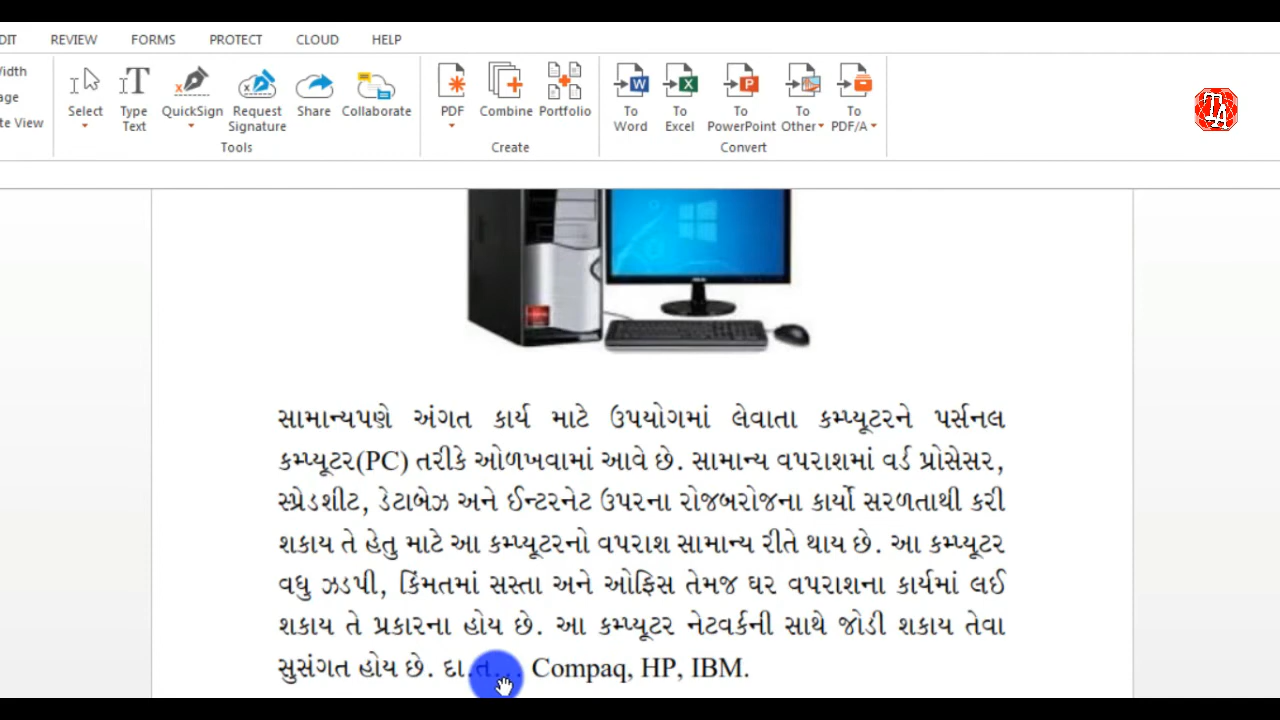 DIT REVIEW FORMS PROTECT CLOUD HELP
Width
age
te View
Select Type Text QuickSign Request Signature Share Collaborate
Tools
PDF Combine Portfolio
Create
To Word To Excel To PowerPoint To Other To PDF/A
Convert
TA
સામાન્યપણે અંગત કાર્ય માટે ઉપયોગમાં લેવાતા કમ્પ્યૂટરને પર્સનલ
કમ્પ્યૂટર(PC) તરીકે ઓળખવામાં આવે છે. સામાન્ય વપરાશમાં વર્ડ પ્રોસેસર,
સ્પ્રેડશીટ, ડેટાબેઝ અને ઈન્ટરનેટ ઉપરના રોજબરોજના કાર્યો સરળતાથી કરી
શકાય તે હેતુ માટે આ કમ્પ્યૂટરનો વપરાશ સામાન્ય રીતે થાય છે. આ કમ્પ્યૂટર
વધુ ઝડપી, કિંમતમાં સસ્તા અને ઓફિસ તેમજ ઘર વપરાશના કાર્યમાં લઈ
શકાય તે પ્રકારના હોય છે. આ કમ્પ્યૂટર નેટવર્કની સાથે જોડી શકાય તેવા
સુસંગત હોય છે. દા.ત... Compaq, HP, IBM.